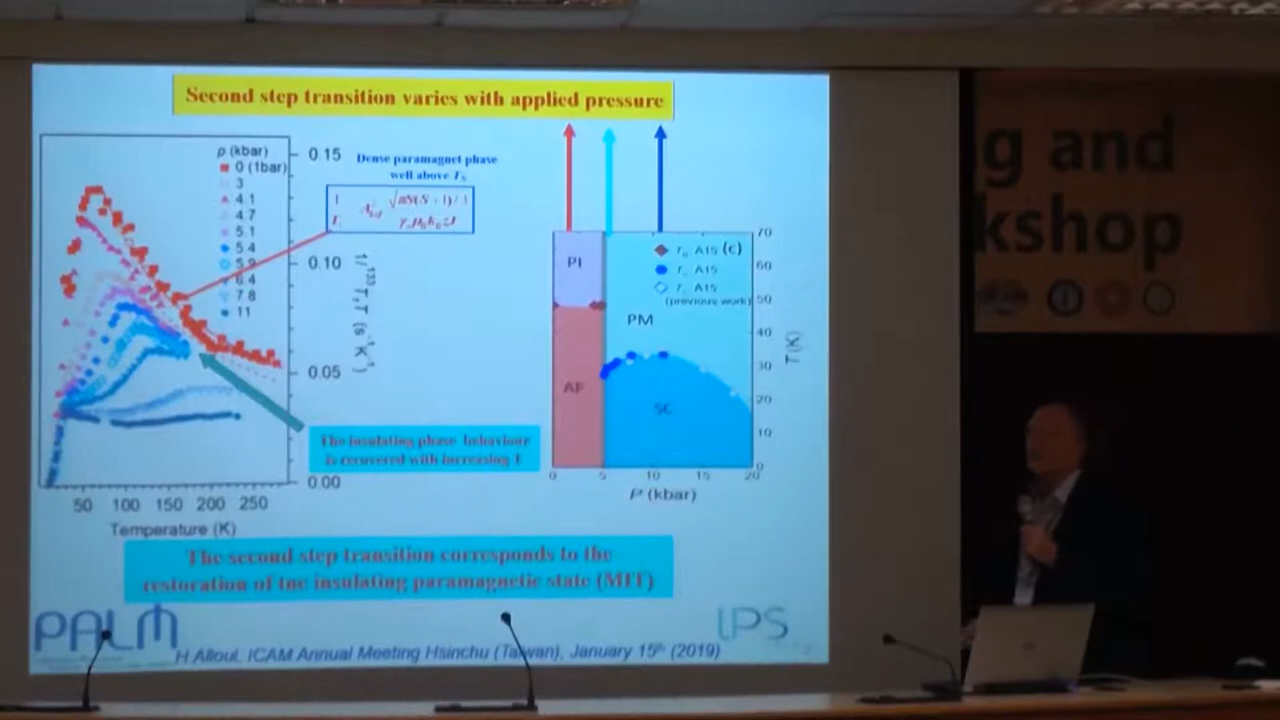 Second step transition varies with applied pressure
p (kbar)
0 (1bar)
3
4.1
4.7
5.1
5.4
5.9
6.4
7.8
11
0.15
0.10
0.05
0.00
50 100 150 200 250
Temperature (K)
Dense paramagnet phase
well above
The insulating phase behaviour
is recovered with increasing
PI
AF
PM
SC
A15 (c)
A15
A15
(previous work)
70
60
50
40
30
20
10
0
0 5 10 15 20
P (kbar)
T (K)
The second step transition corresponds to the
restoration of the insulating paramagnetic state (MIT)
PALM
LPS
H Alloul, ICAM Annual Meeting Hsinchu (Taiwan), January 15th (2019)
g and
kshop